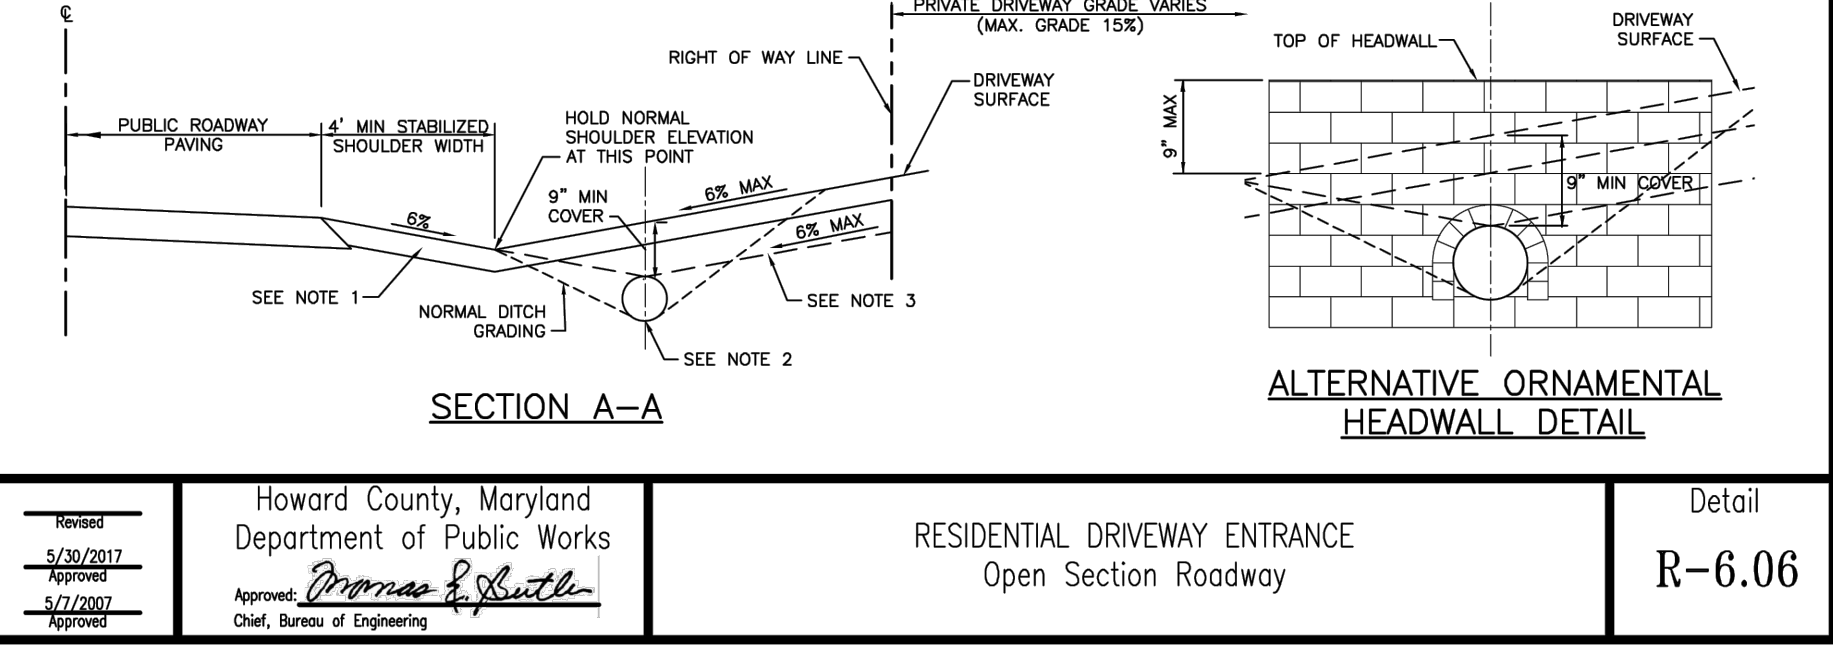 ℄
PRIVATE DRIVEWAY GRADE VARIES
(MAX. GRADE 15%)
RIGHT OF WAY LINE
DRIVEWAY
SURFACE
PUBLIC ROADWAY
PAVING
4' MIN STABILIZED
SHOULDER WIDTH
HOLD NORMAL
SHOULDER ELEVATION
AT THIS POINT
9" MIN
COVER
6% MAX
6%
6% MAX
SEE NOTE 1
NORMAL DITCH
GRADING
SEE NOTE 3
SEE NOTE 2
SECTION A-A
TOP OF HEADWALL
DRIVEWAY
SURFACE
9" MAX
9" MIN COVER
ALTERNATIVE ORNAMENTAL
HEADWALL DETAIL
Revised
5/30/2017
Approved
5/7/2007
Approved
Howard County, Maryland
Department of Public Works
Approved: Thomas E. Butler
Chief, Bureau of Engineering
RESIDENTIAL DRIVEWAY ENTRANCE
Open Section Roadway
Detail
R-6.06